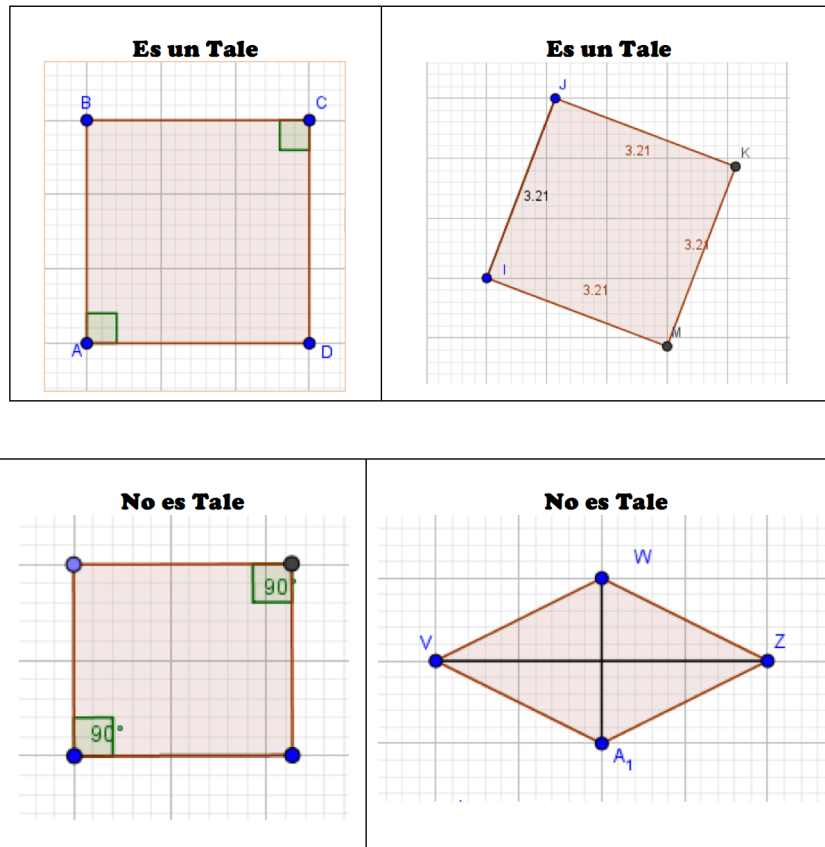 Es un Tale
B
C
A
D
Es un Tale
J
3.21
K
3.21
3.21
I
3.21
M
No es Tale
90°
90°
No es Tale
W
V
Z
A1